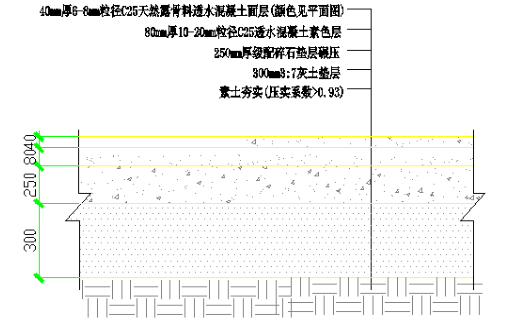 40mm厚6-8mm粒径C25天然露骨料透水混凝土面层(颜色见平面图)
80mm厚10-20mm粒径C25透水混凝土素色层
250mm厚级配碎石垫层碾压
300mm3:7灰土垫层
素土夯实(压实系数>0.93)
40
80
250
300